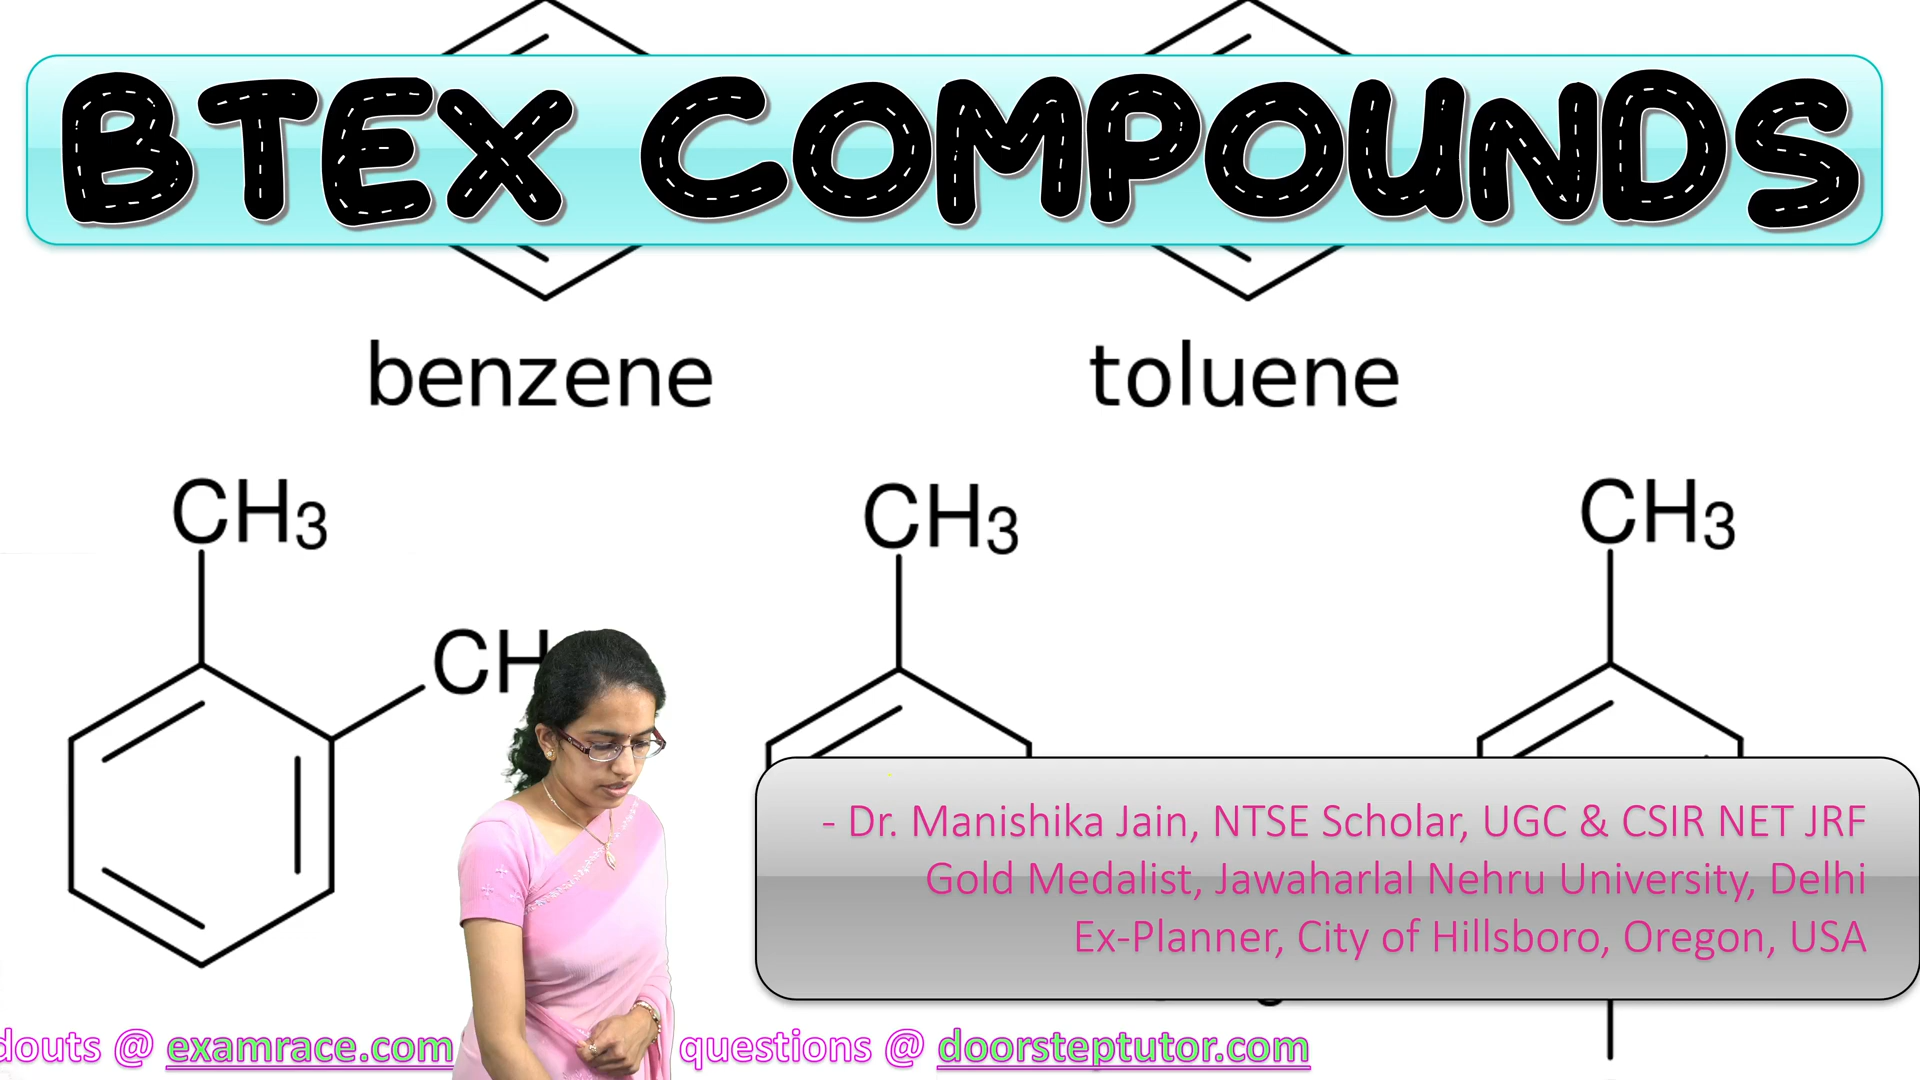 BTEX COMPOUNDS
benzene
toluene
CH3
CH3
CH3
CH
- Dr. Manishika Jain, NTSE Scholar, UGC & CSIR NET JRF
Gold Medalist, Jawaharlal Nehru University, Delhi
Ex-Planner, City of Hillsboro, Oregon, USA
douts @ examrace.com questions @ doorsteptutor.com